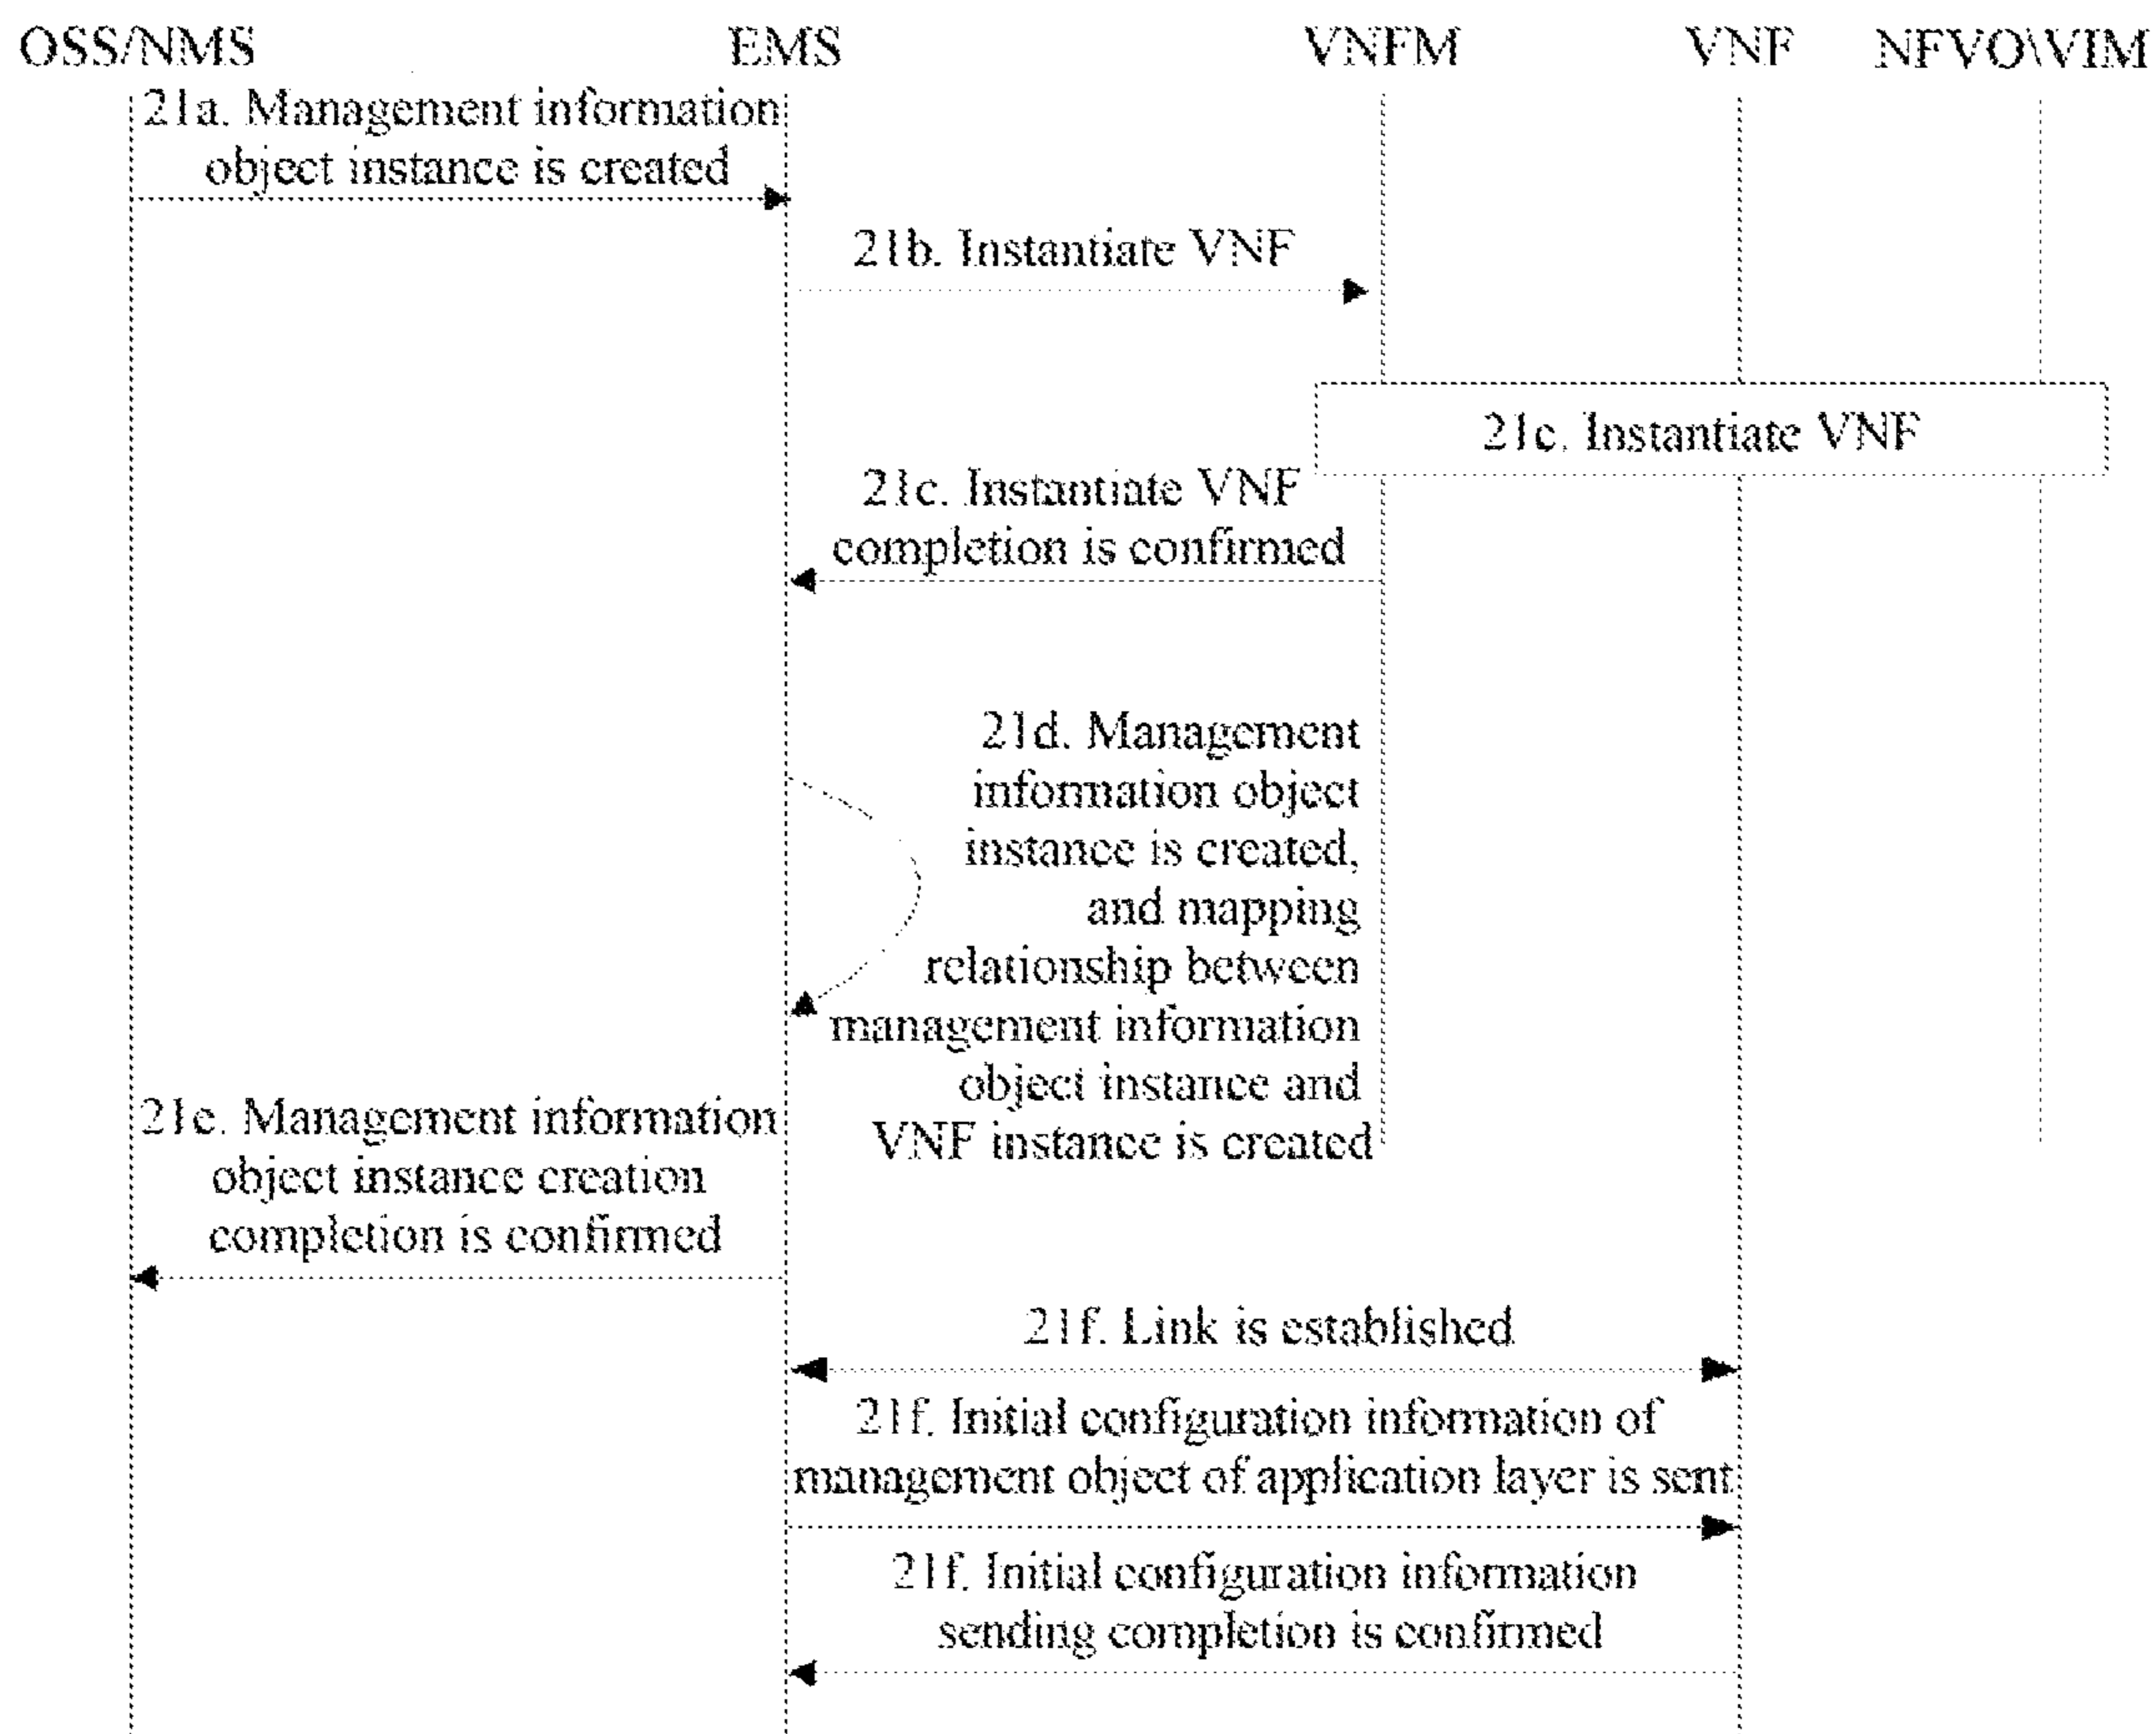 OSS/NMS EMS VNFM VNF NFVO\VIM
21a. Management information
object instance is created
21b. Instantiate VNF
21c. Instantiate VNF
21c. Instantiate VNF
completion is confirmed
21d. Management
information object
instance is created,
and mapping
relationship between
management information
object instance and
VNF instance is created
21e. Management information
object instance creation
completion is confirmed
21f. Link is established
21f. Initial configuration information of
management object of application layer is sent
21f. Initial configuration information
sending completion is confirmed